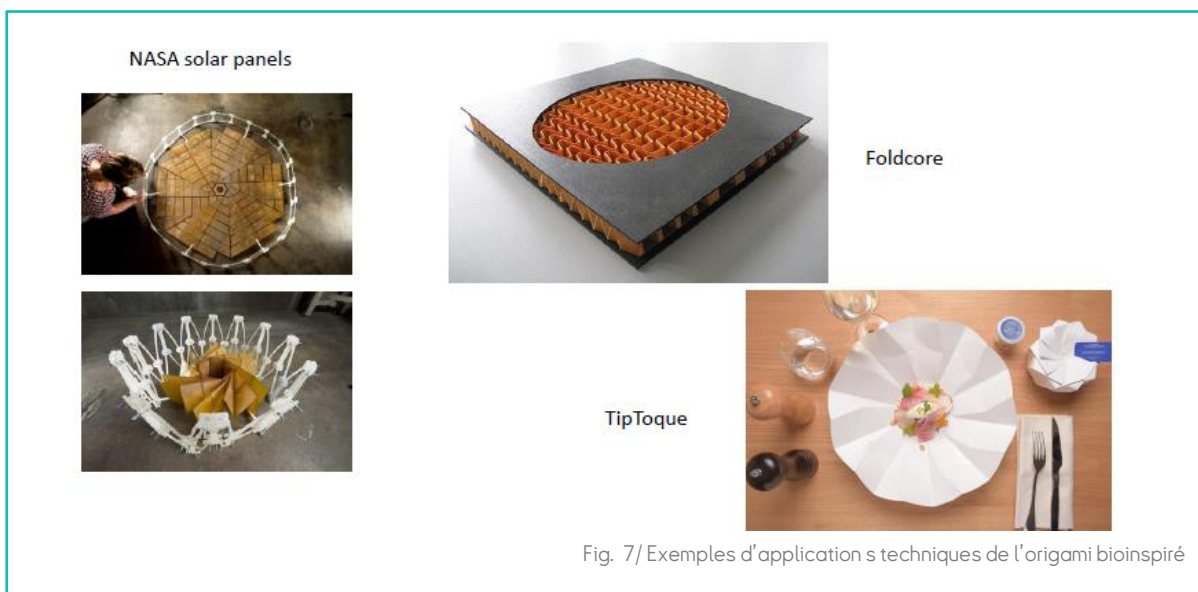 NASA solar panels
Foldcore
TipToque
Fig. 7/ Exemples d'application s techniques de l'origami bioinspiré